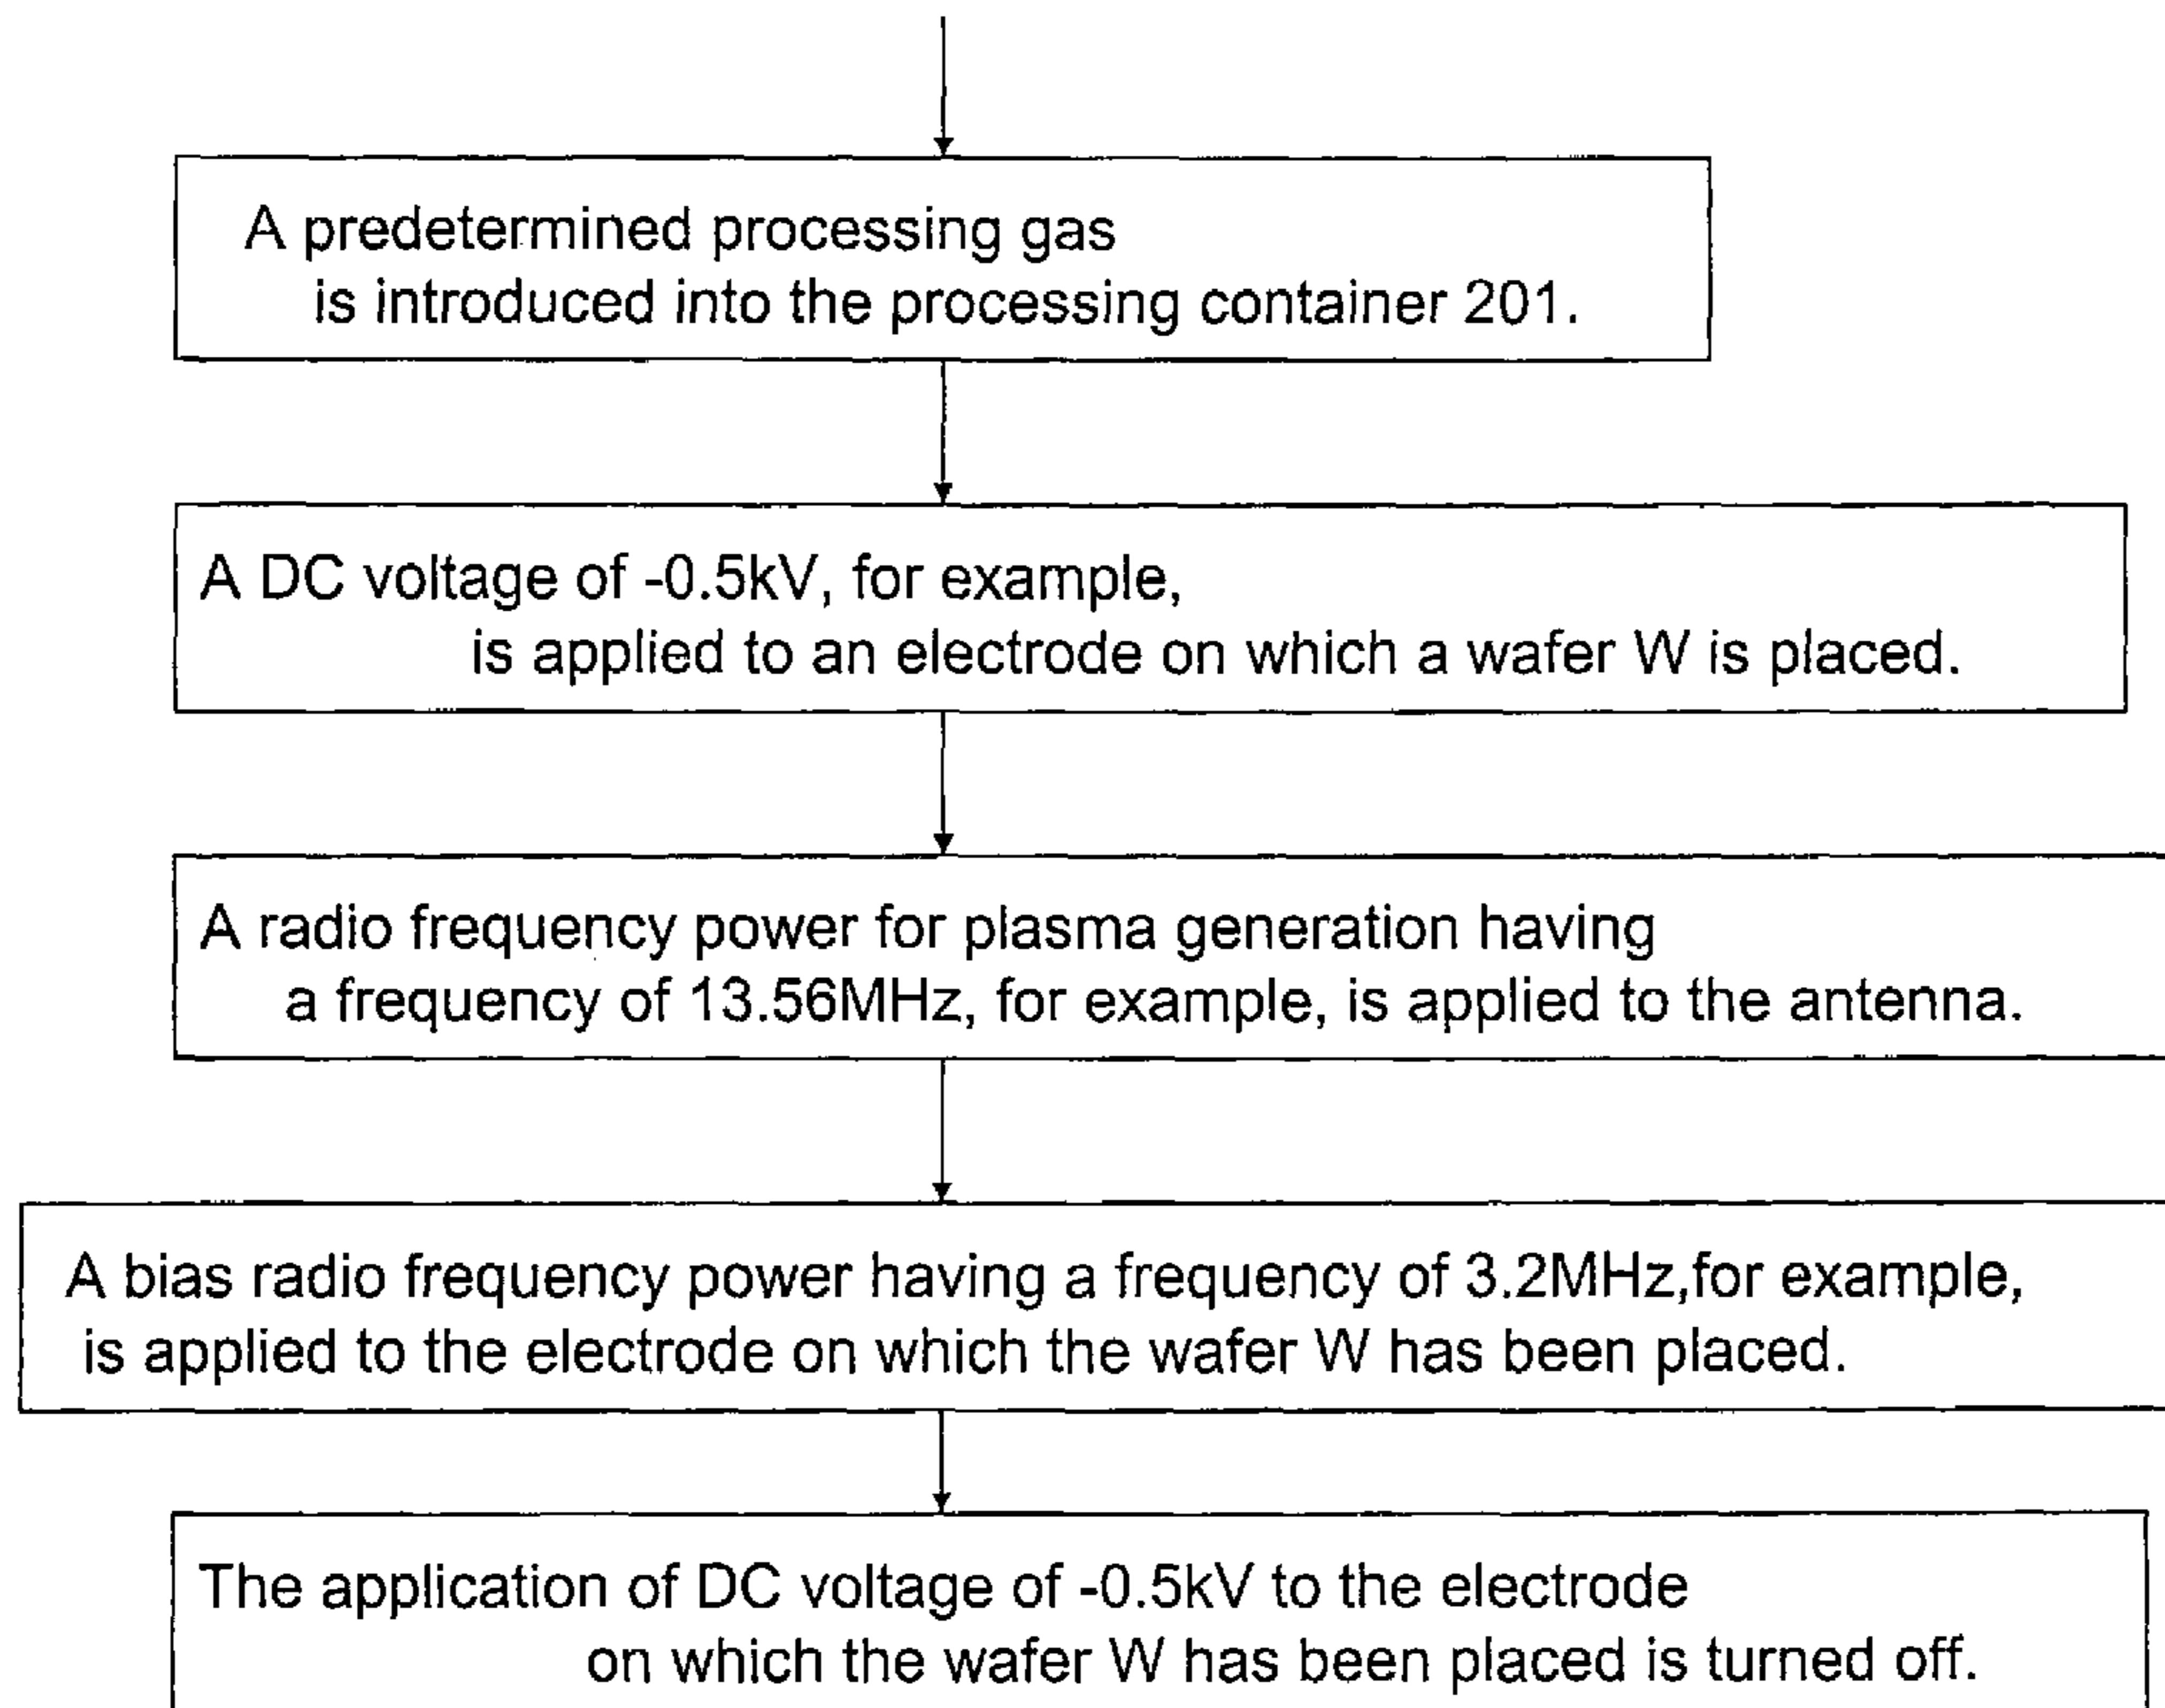 A predetermined processing gas
is introduced into the processing container 201.
A DC voltage of -0.5kV, for example,
is applied to an electrode on which a wafer W is placed.
A radio frequency power for plasma generation having
a frequency of 13.56MHz, for example, is applied to the antenna.
A bias radio frequency power having a frequency of 3.2MHz,for example,
is applied to the electrode on which the wafer W has been placed.
The application of DC voltage of -0.5kV to the electrode
on which the wafer W has been placed is turned off.